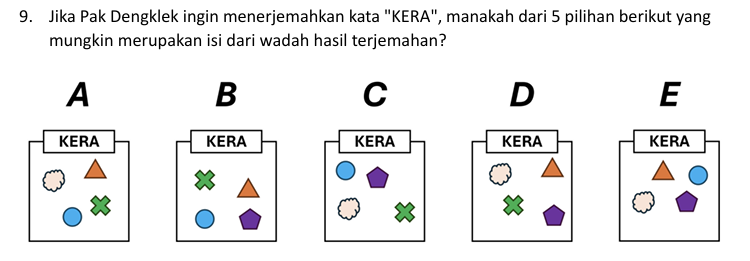 9. Jika Pak Dengklek ingin menerjemahkan kata "KERA", manakah dari 5 pilihan berikut yang
mungkin merupakan isi dari wadah hasil terjemahan?
A B C D E
KERA KERA KERA KERA KERA